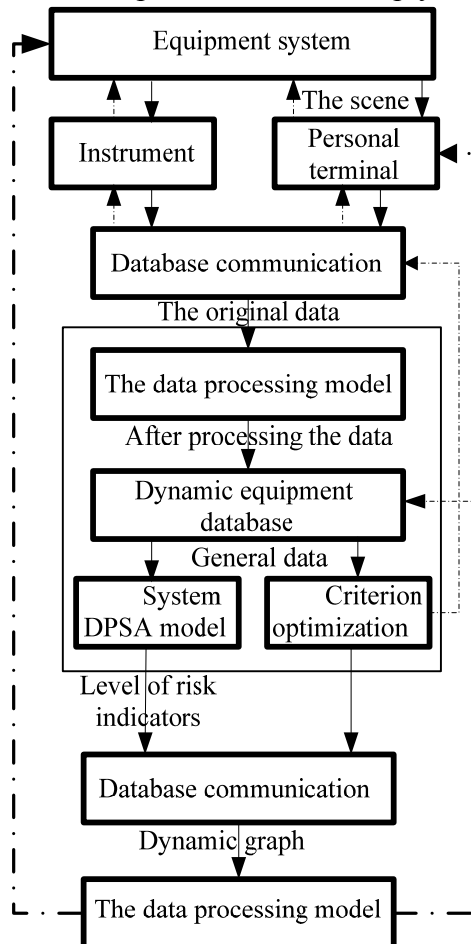 Equipment system
The scene
Instrument
Personal
terminal
Database communication
The original data
The data processing model
After processing the data
Dynamic equipment
database
General data
System
DPSA model
Criterion
optimization
Level of risk
indicators
Database communication
Dynamic graph
The data processing model